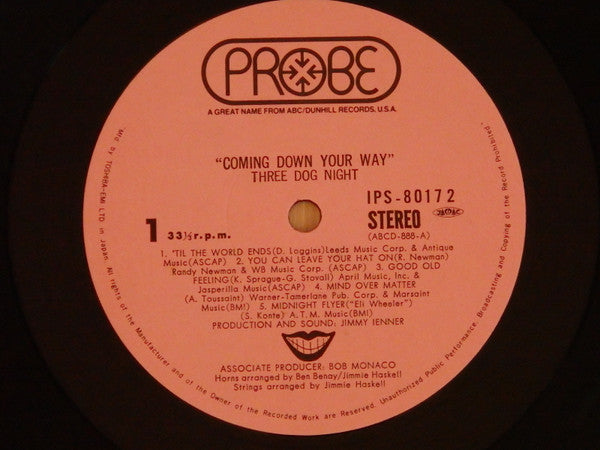 PROBE
A GREAT NAME FROM ABC/DUNHILL RECORDS, U.S.A.
"COMING DOWN YOUR WAY"
THREE DOG NIGHT
IPS-80172
1 33⅓ r.p.m.
STEREO
(ABCD-888-A)
1. 'TIL THE WORLD ENDS(D. Loggins)Leeds Music Corp. & Antique
Music(ASCAP) 2. YOU CAN LEAVE YOUR HAT ON(R. Newman)
Randy Newman & WB Music Corp. (ASCAP) 3. GOOD OLD
FEELING(K. Sprague-G. Stovall) April Music, Inc. &
Jasperilla Music(ASCAP) 4. MIND OVER MATTER
(A. Toussaint) Warner-Tamerlane Pub. Corp. & Marsaint
Music(BMI) 5. MIDNIGHT FLYER("Eli Wheeler")
(S. Konte) A.T.M. Music(BMI)
PRODUCTION AND SOUND: JIMMY IENNER
ASSOCIATE PRODUCER: BOB MONACO
Horns arranged by Ben Benay/Jimmie Haskell
Strings arranged by Jimmie Haskell
Mfd by TOSHIBA-EMI LTD in Japan. All rights of the Manufacturer and of the Owner of the Recorded Work are Reserved. Unauthorized Public Performance, Broadcasting and Copying of the Record Prohibited.